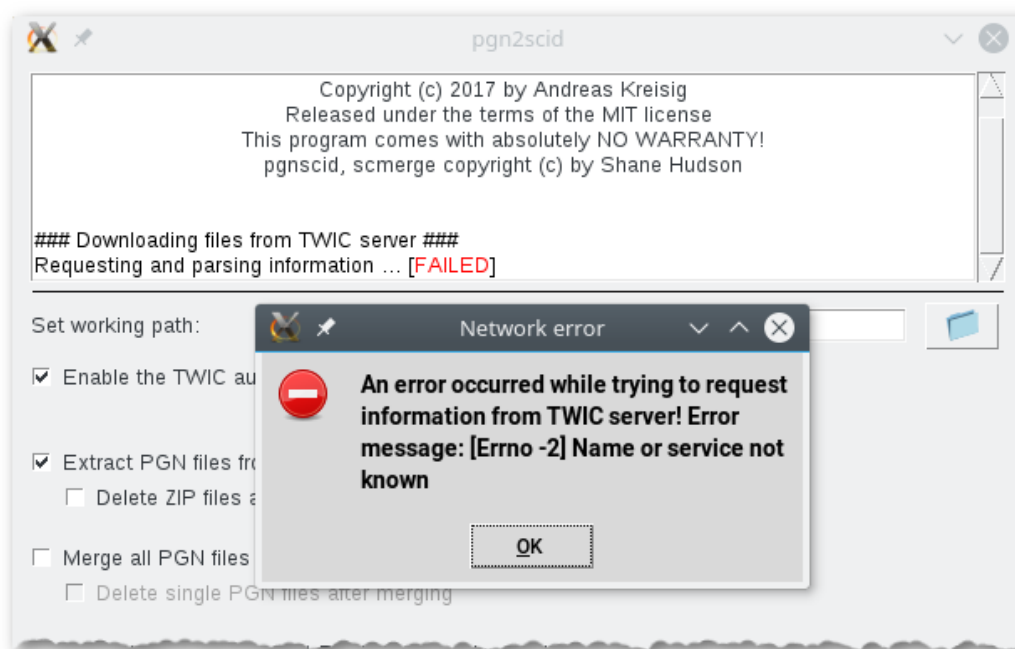 pgn2scid
Copyright (c) 2017 by Andreas Kreisig
Released under the terms of the MIT license
This program comes with absolutely NO WARRANTY!
pgnscid, scmerge copyright (c) by Shane Hudson
### Downloading files from TWIC server ###
Requesting and parsing information ... [FAILED]
Set working path:
Network error
Enable the TWIC au
An error occurred while trying to request
information from TWIC server! Error
message: [Errno -2] Name or service not
known
Extract PGN files fro
Delete ZIP files a
OK
Merge all PGN files
Delete single PGN files after merging